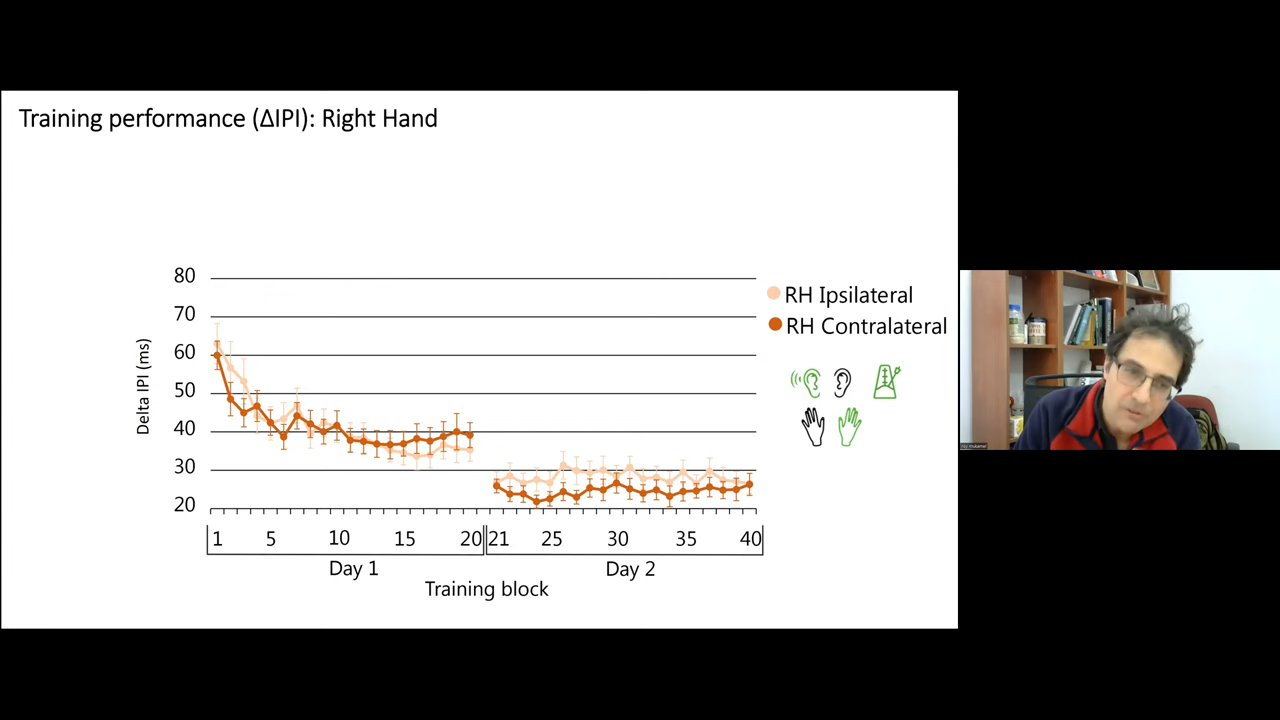 Training performance (ΔIPI): Right Hand
80
70
60
50
40
30
20
Delta IPI (ms)
RH Ipsilateral
RH Contralateral
1 5 10 15 20 21 25 30 35 40
Day 1 Day 2
Training block